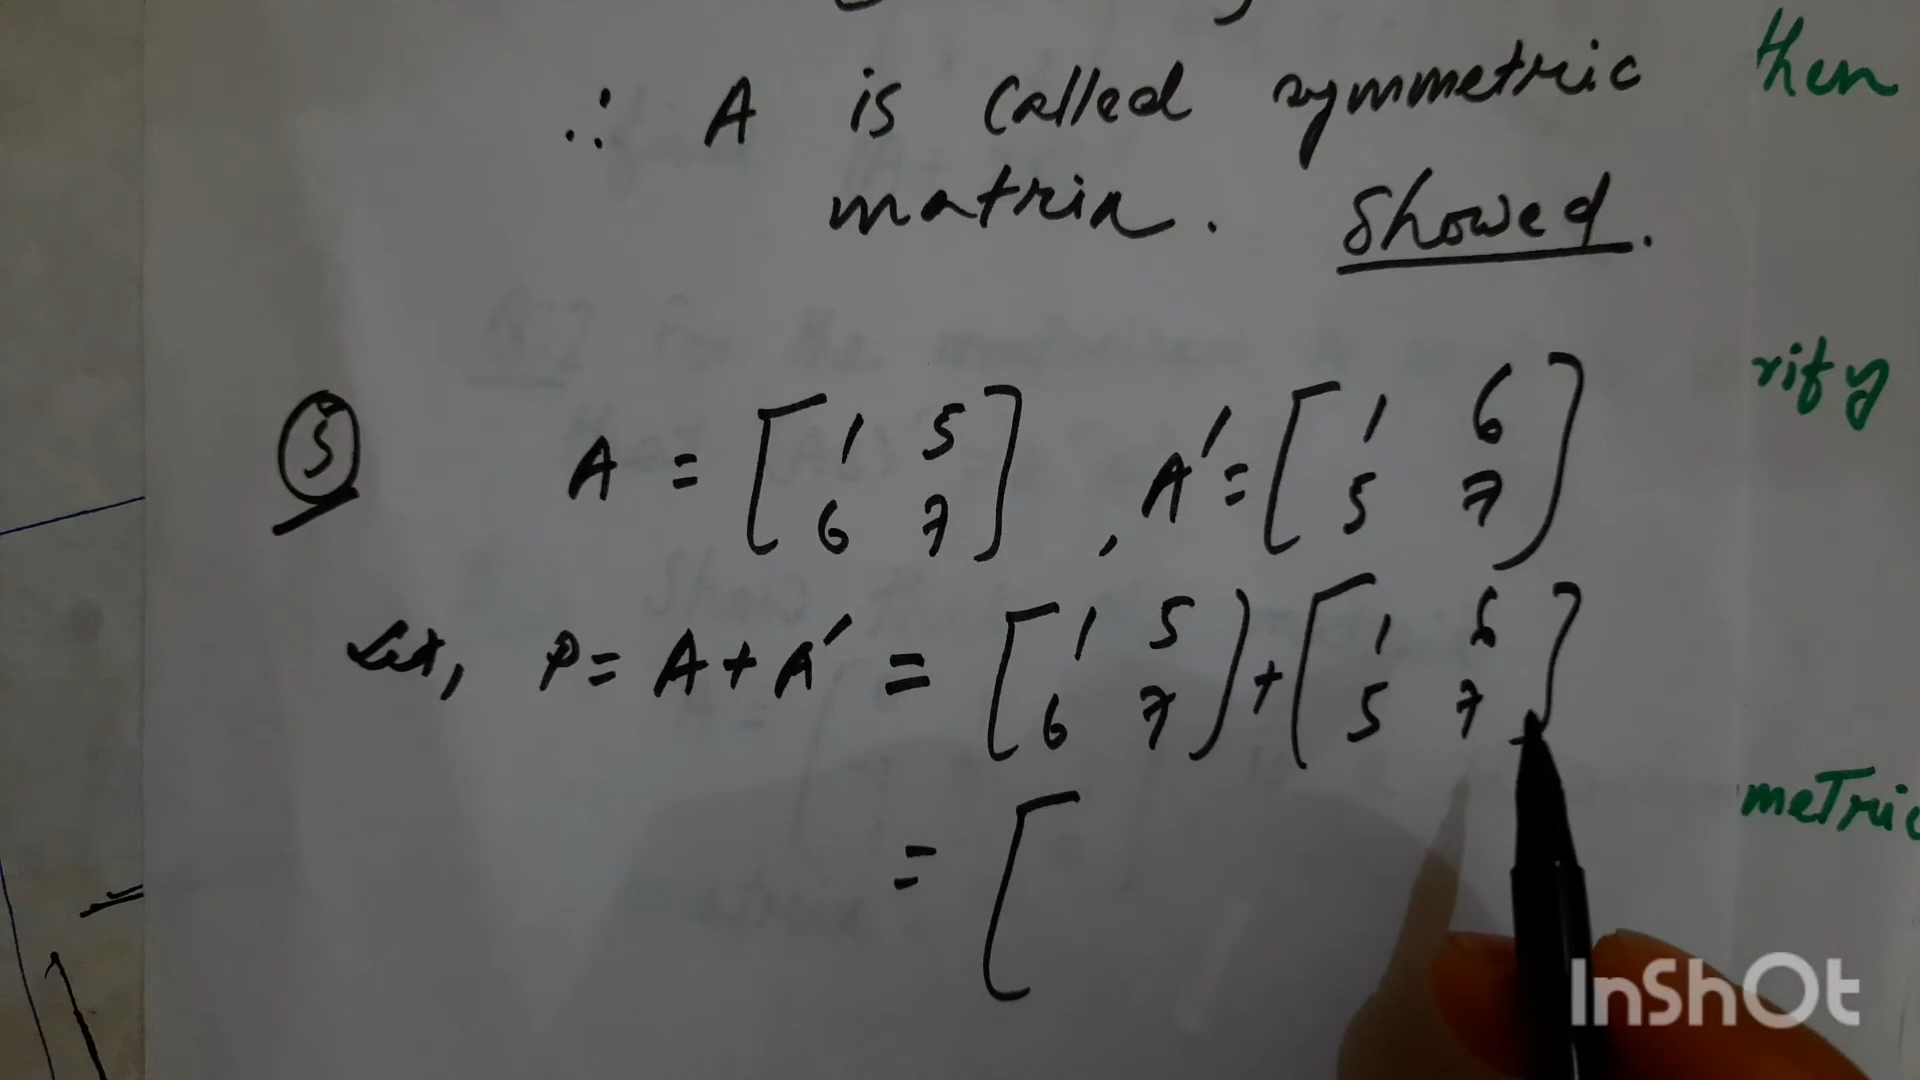 ∴ A is called symmetric
matrix. Showed.
then
rify
⑤ A = [1 5; 6 7], A' = [1 6; 5 7]
Let, P = A + A' = [1 5; 6 7] + [1 6; 5 7]
= [
metric
InShOt